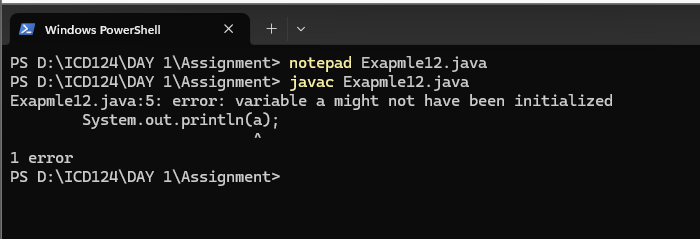 Windows PowerShell
PS D:\ICD124\DAY 1\Assignment> notepad Exapmle12.java
PS D:\ICD124\DAY 1\Assignment> javac Exapmle12.java
Exapmle12.java:5: error: variable a might not have been initialized
        System.out.println(a);
                           ^
1 error
PS D:\ICD124\DAY 1\Assignment>